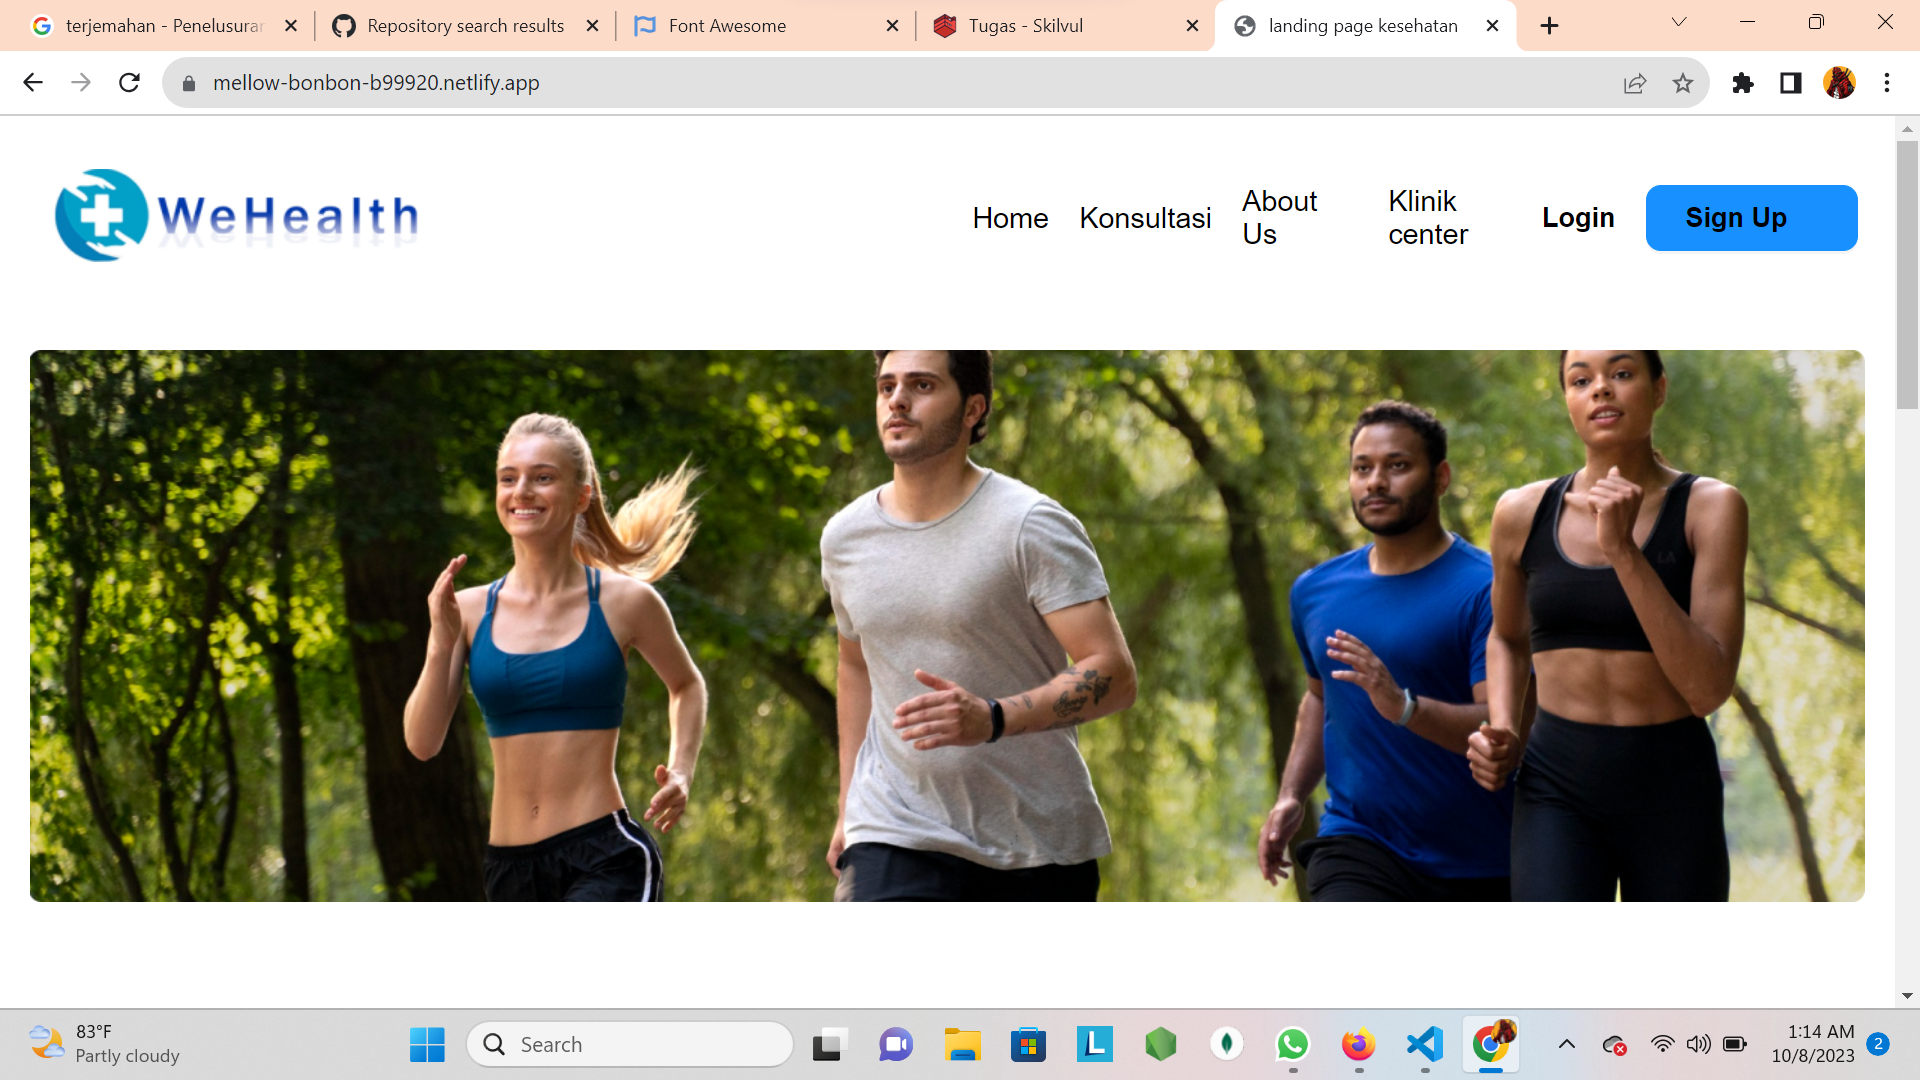 terjemahan - Penelusuran
Repository search results
Font Awesome
Tugas - Skilvul
landing page kesehatan
mellow-bonbon-b99920.netlify.app
WeHealth
Home
Konsultasi
About
Us
Klinik
center
Login
Sign Up
83°F
Partly cloudy
Search
1:14 AM
10/8/2023
2